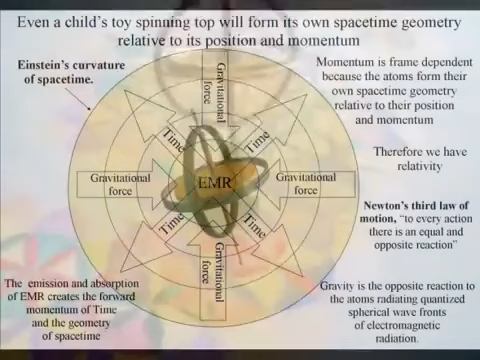 Even a child's toy spinning top will form its own spacetime geometry
relative to its position and momentum
Einstein's curvature
of spacetime.
Momentum is frame dependent
because the atoms form their
own spacetime geometry
relative to their position
and momentum
Therefore we have
relativity
Gravitational
force
Time
Time
Gravitational
force
EMR
Gravitational
force
Time
Time
Gravitational
force
Newton's third law of
motion, "to every action
there is an equal and
opposite reaction"
The emission and absorption
of EMR creates the forward
momentum of Time
and the geometry
of spacetime
Gravity is the opposite reaction to
the atoms radiating quantized
spherical wave fronts
of electromagnetic
radiation.